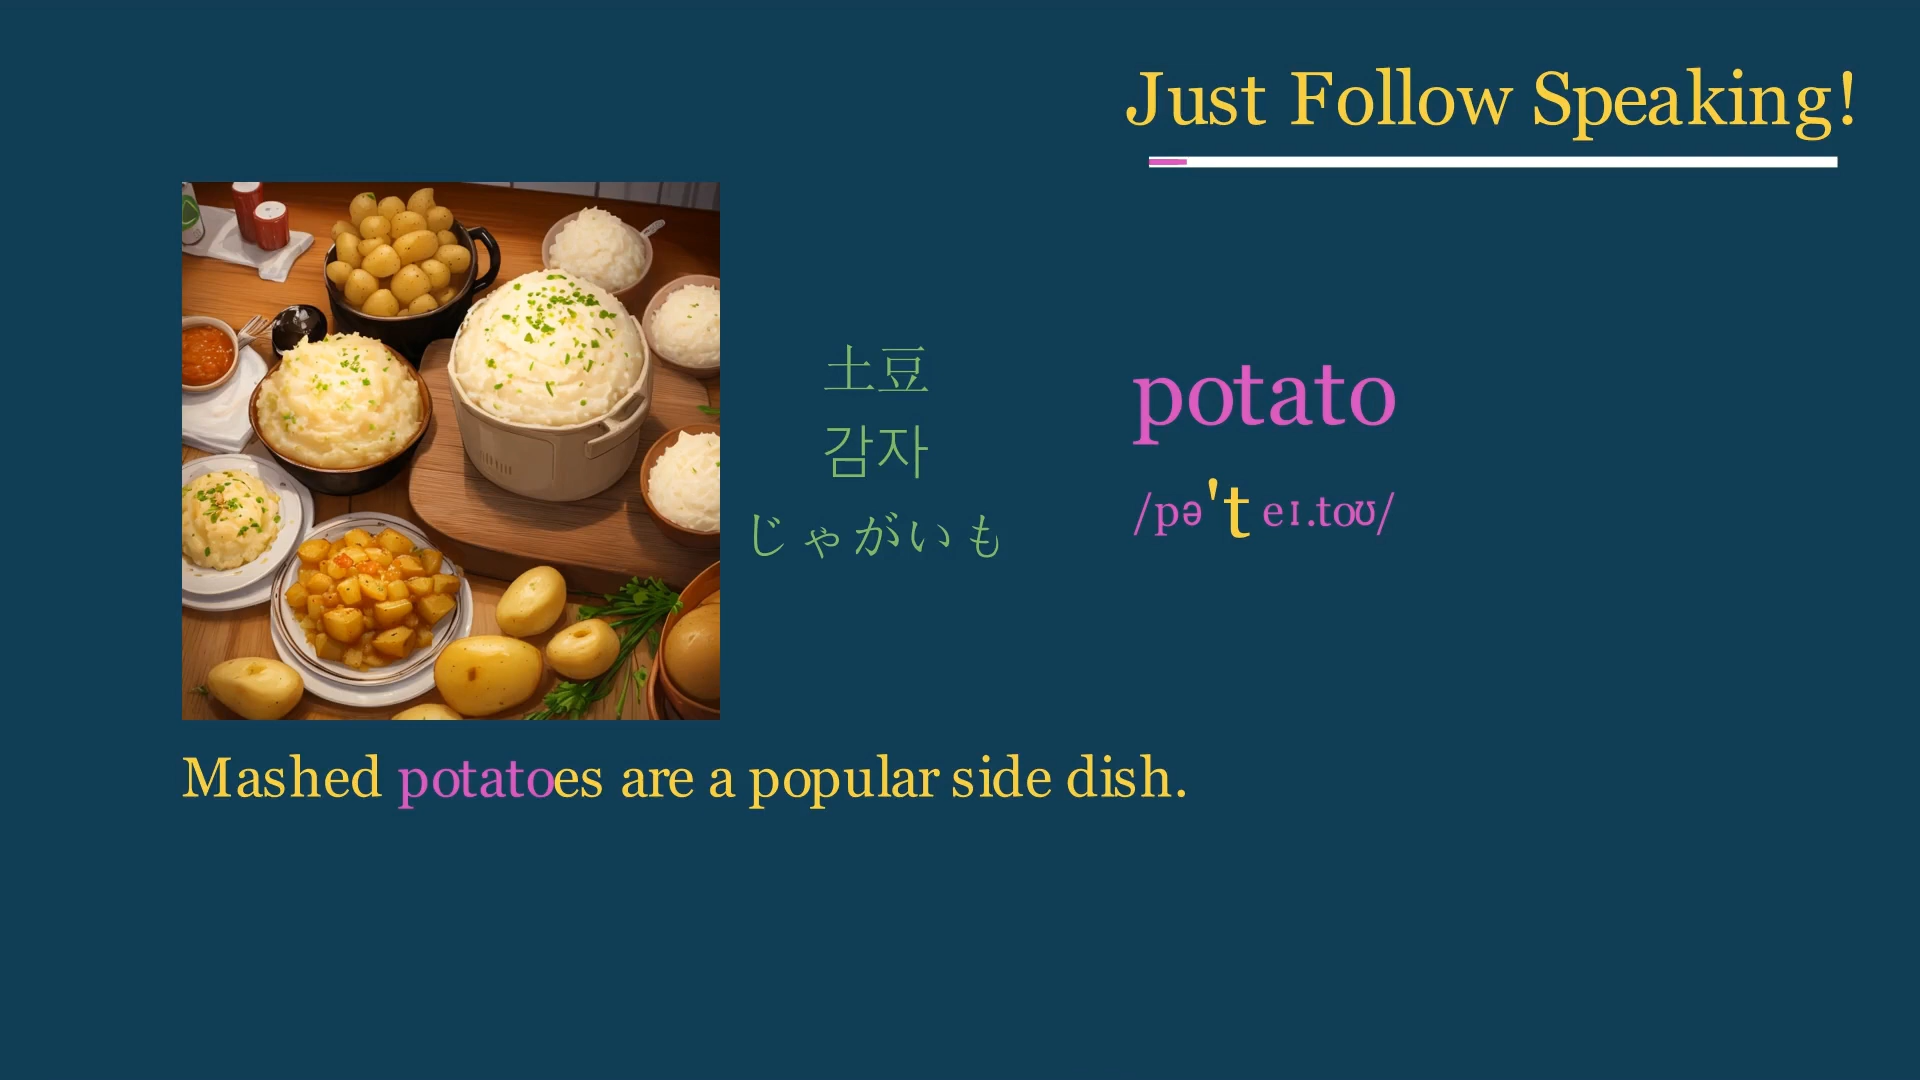 Just Follow Speaking!
土豆
감자
じゃがいも
potato
/pə'teɪ.toʊ/
Mashed potatoes are a popular side dish.